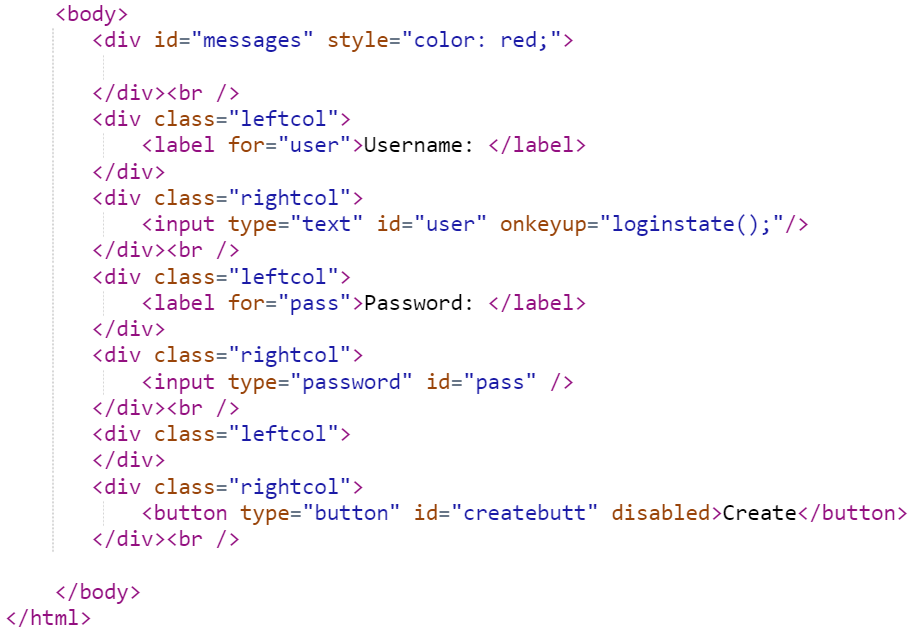 <body>
<div id="messages" style="color: red;">
</div><br />
<div class="leftcol">
<label for="user">Username: </label>
</div>
<div class="rightcol">
<input type="text" id="user" onkeyup="loginstate();"/>
</div><br />
<div class="leftcol">
<label for="pass">Password: </label>
</div>
<div class="rightcol">
<input type="password" id="pass" />
</div><br />
<div class="leftcol">
</div>
<div class="rightcol">
<button type="button" id="createbutt" disabled>Create</button>
</div><br />
</body>
</html>